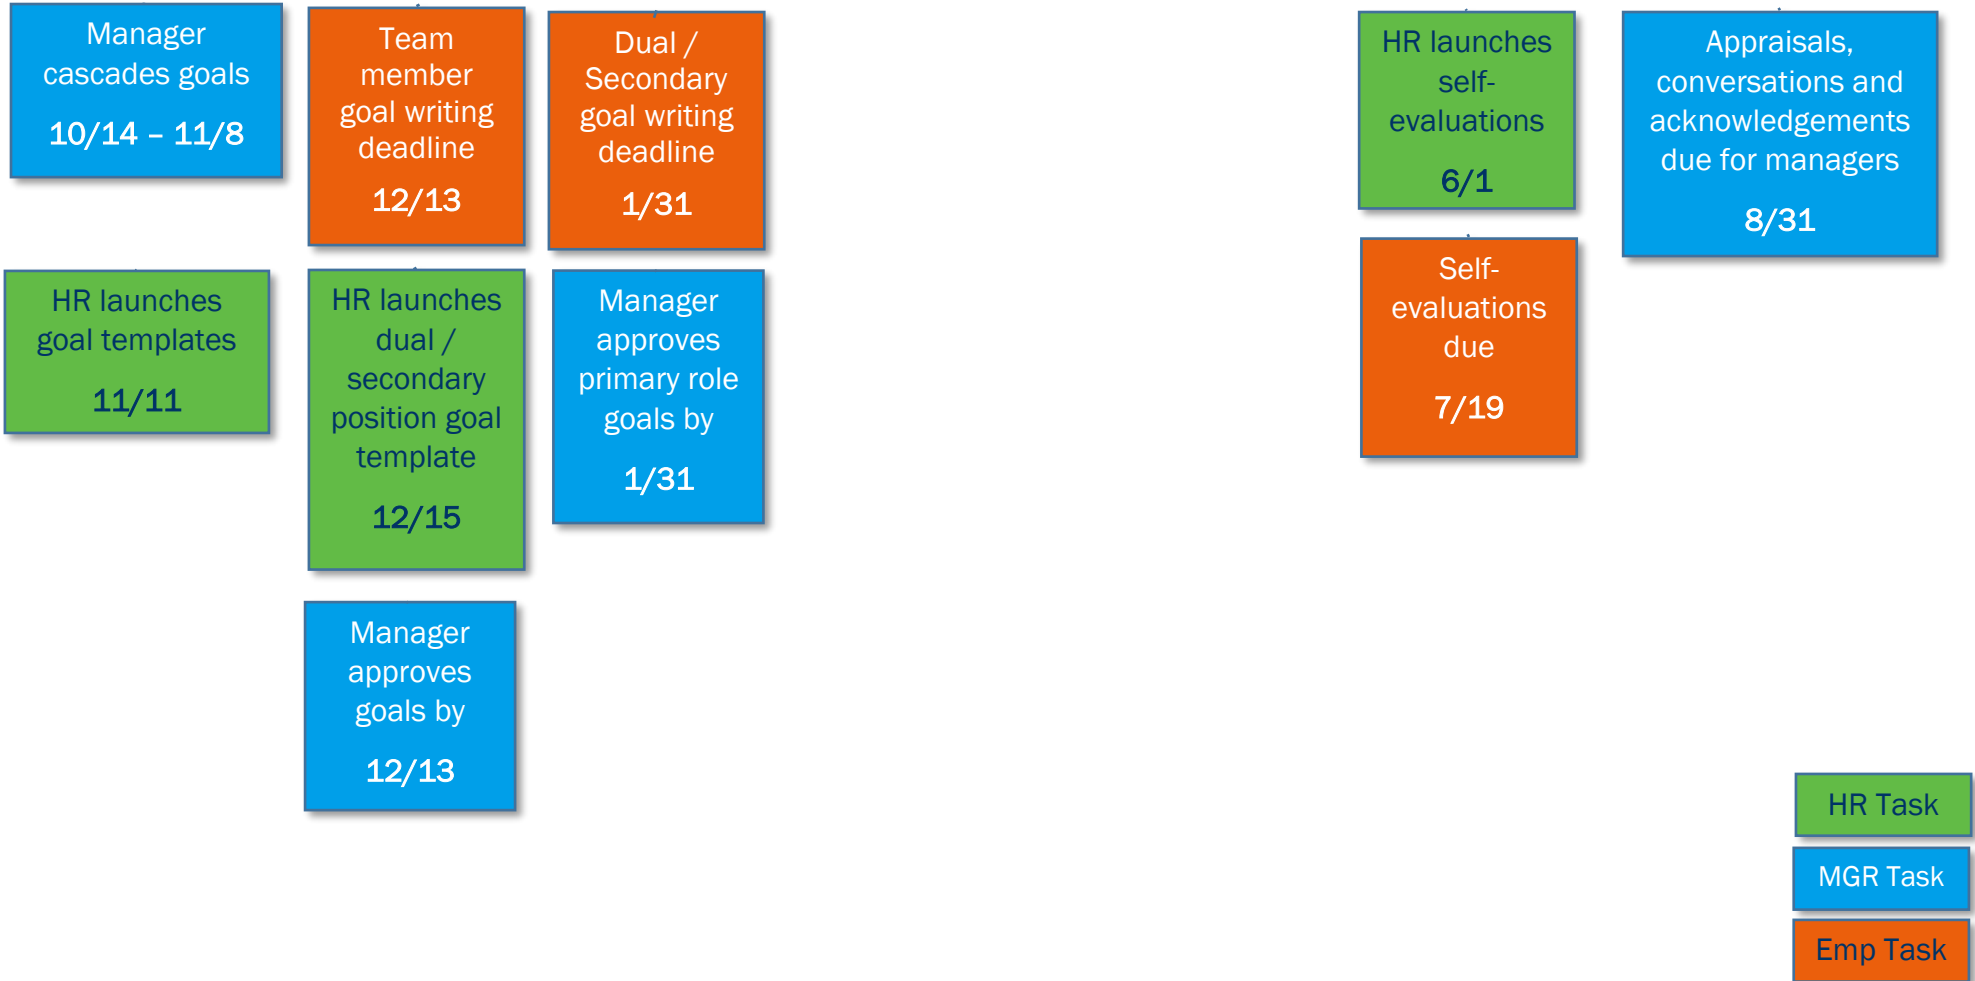 Manager
cascades goals
10/14 – 11/8
HR launches
goal templates
11/11
Team
member
goal writing
deadline
12/13
HR launches
dual /
secondary
position goal
template
12/15
Manager
approves
goals by
12/13
Dual /
Secondary
goal writing
deadline
1/31
Manager
approves
primary role
goals by
1/31
HR launches
self-
evaluations
6/1
Self-
evaluations
due
7/19
Appraisals,
conversations and
acknowledgements
due for managers
8/31
HR Task
MGR Task
Emp Task